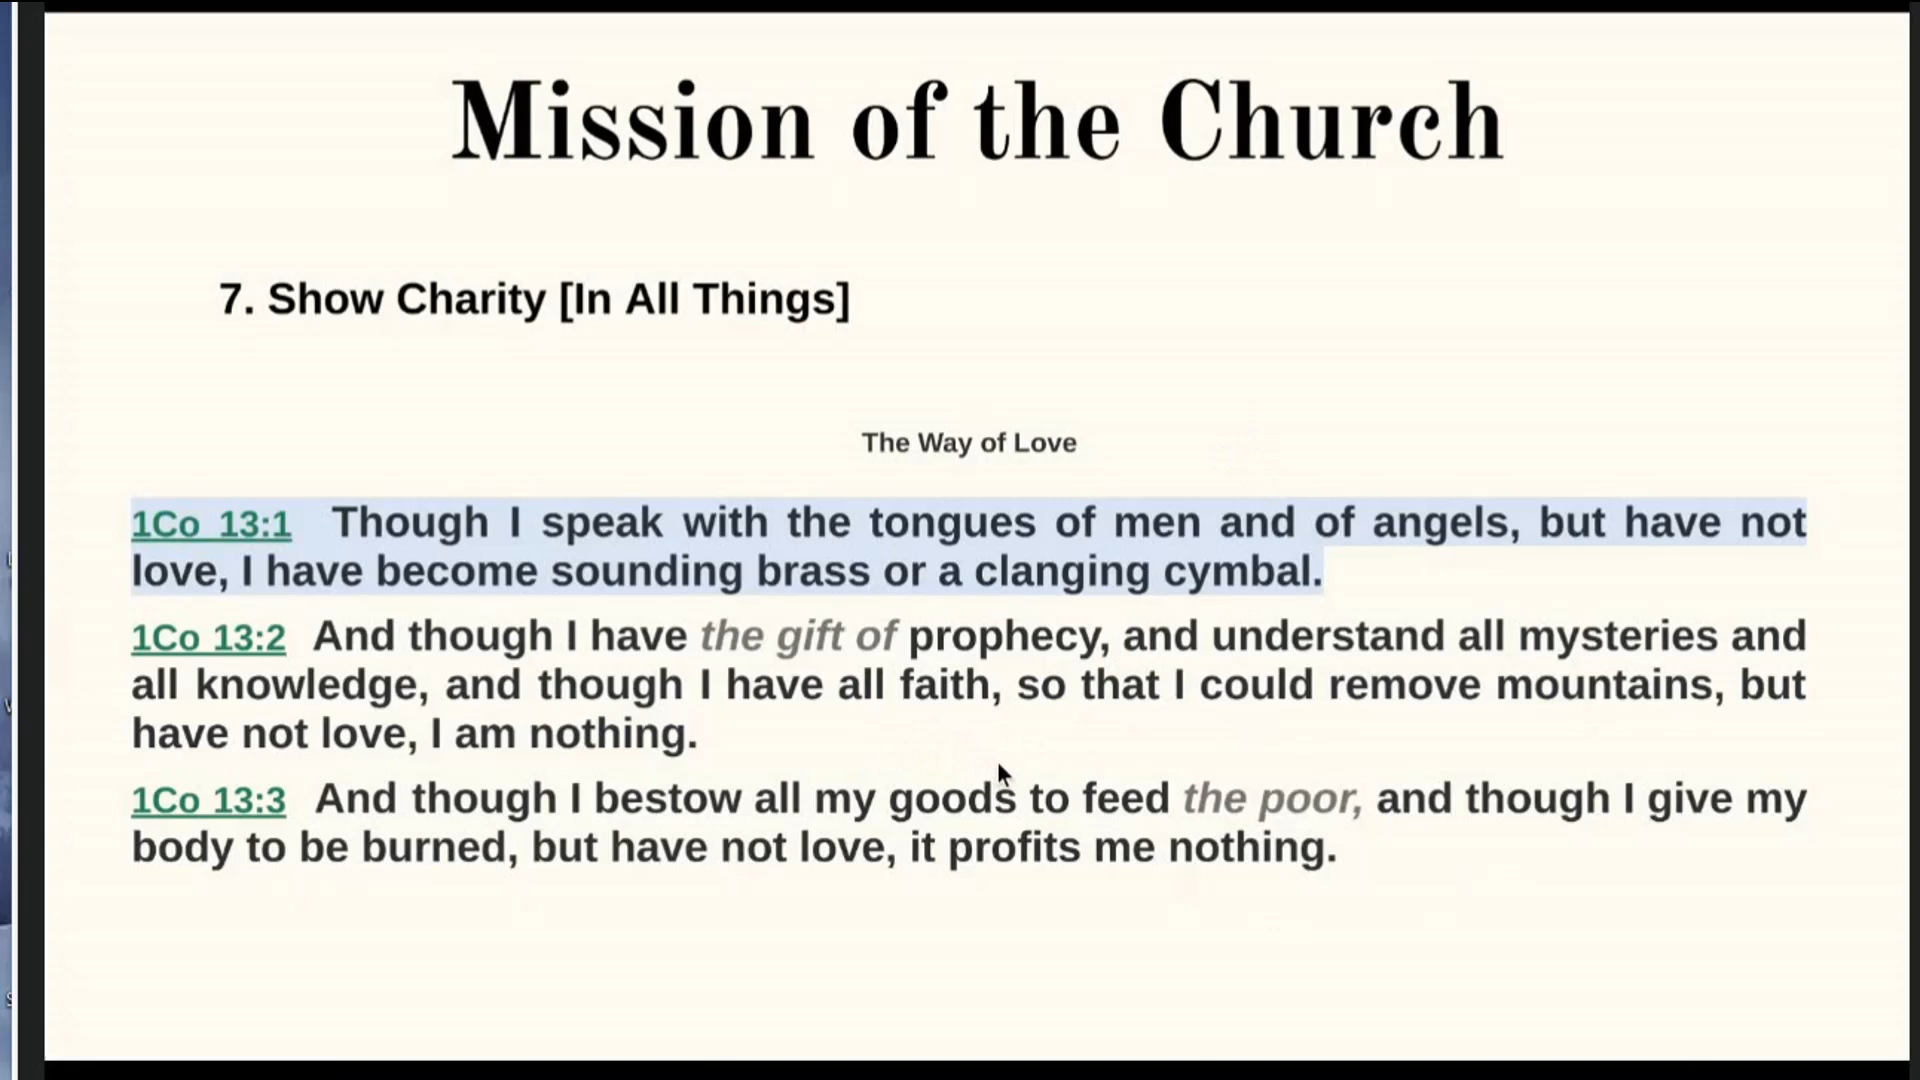 Mission of the Church
7. Show Charity [In All Things]
The Way of Love
1Co 13:1 Though I speak with the tongues of men and of angels, but have not
love, I have become sounding brass or a clanging cymbal.
1Co 13:2 And though I have the gift of prophecy, and understand all mysteries and
all knowledge, and though I have all faith, so that I could remove mountains, but
have not love, I am nothing.
1Co 13:3 And though I bestow all my goods to feed the poor, and though I give my
body to be burned, but have not love, it profits me nothing.